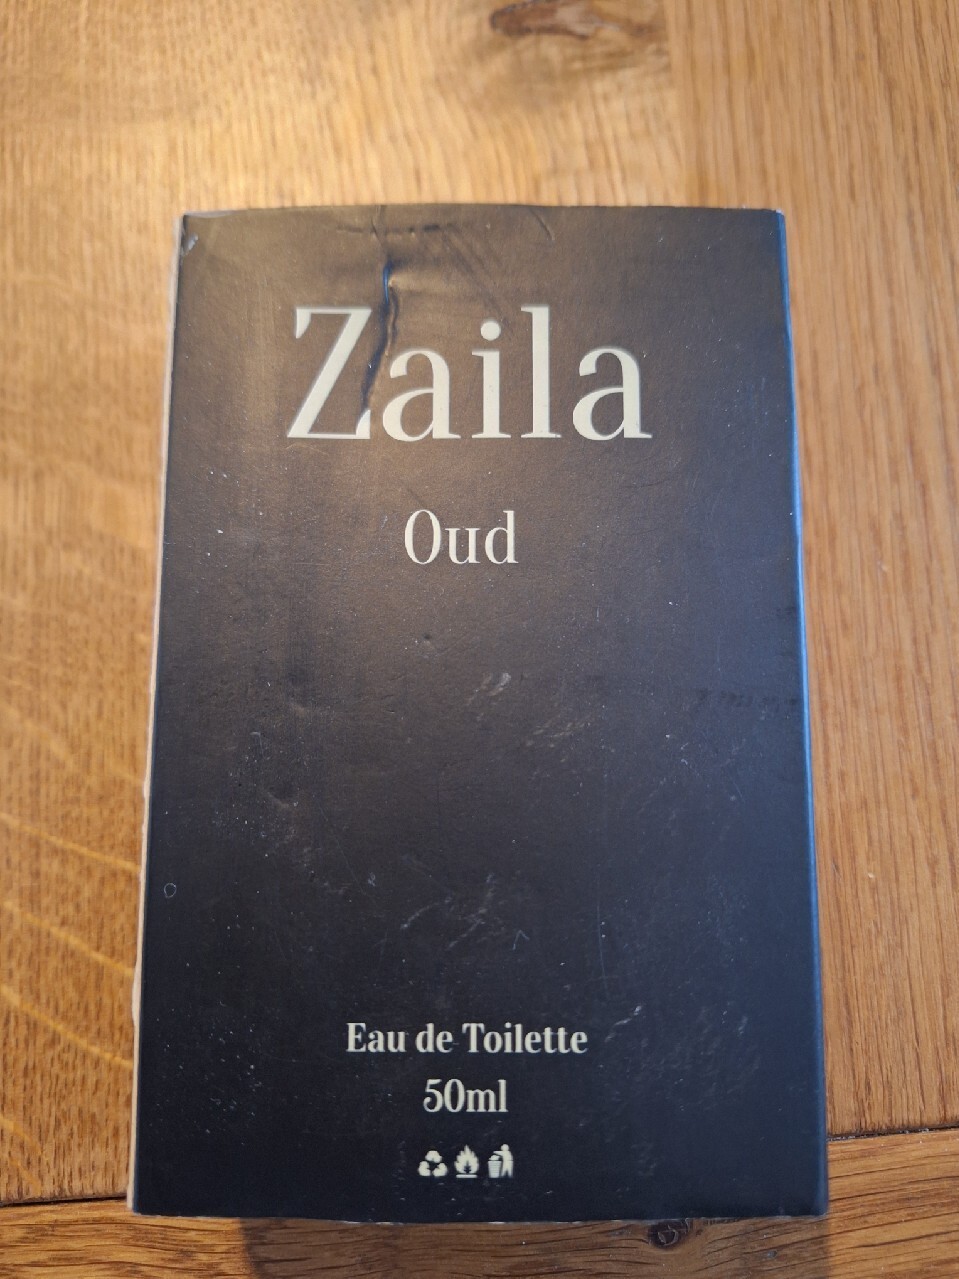 Zaila
Oud
Eau de Toilette
50ml